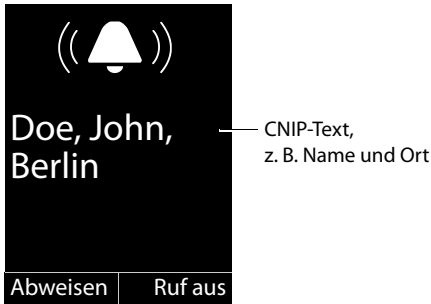 Doe, John,
Berlin
CNIP-Text,
z. B. Name und Ort
Abweisen
Ruf aus